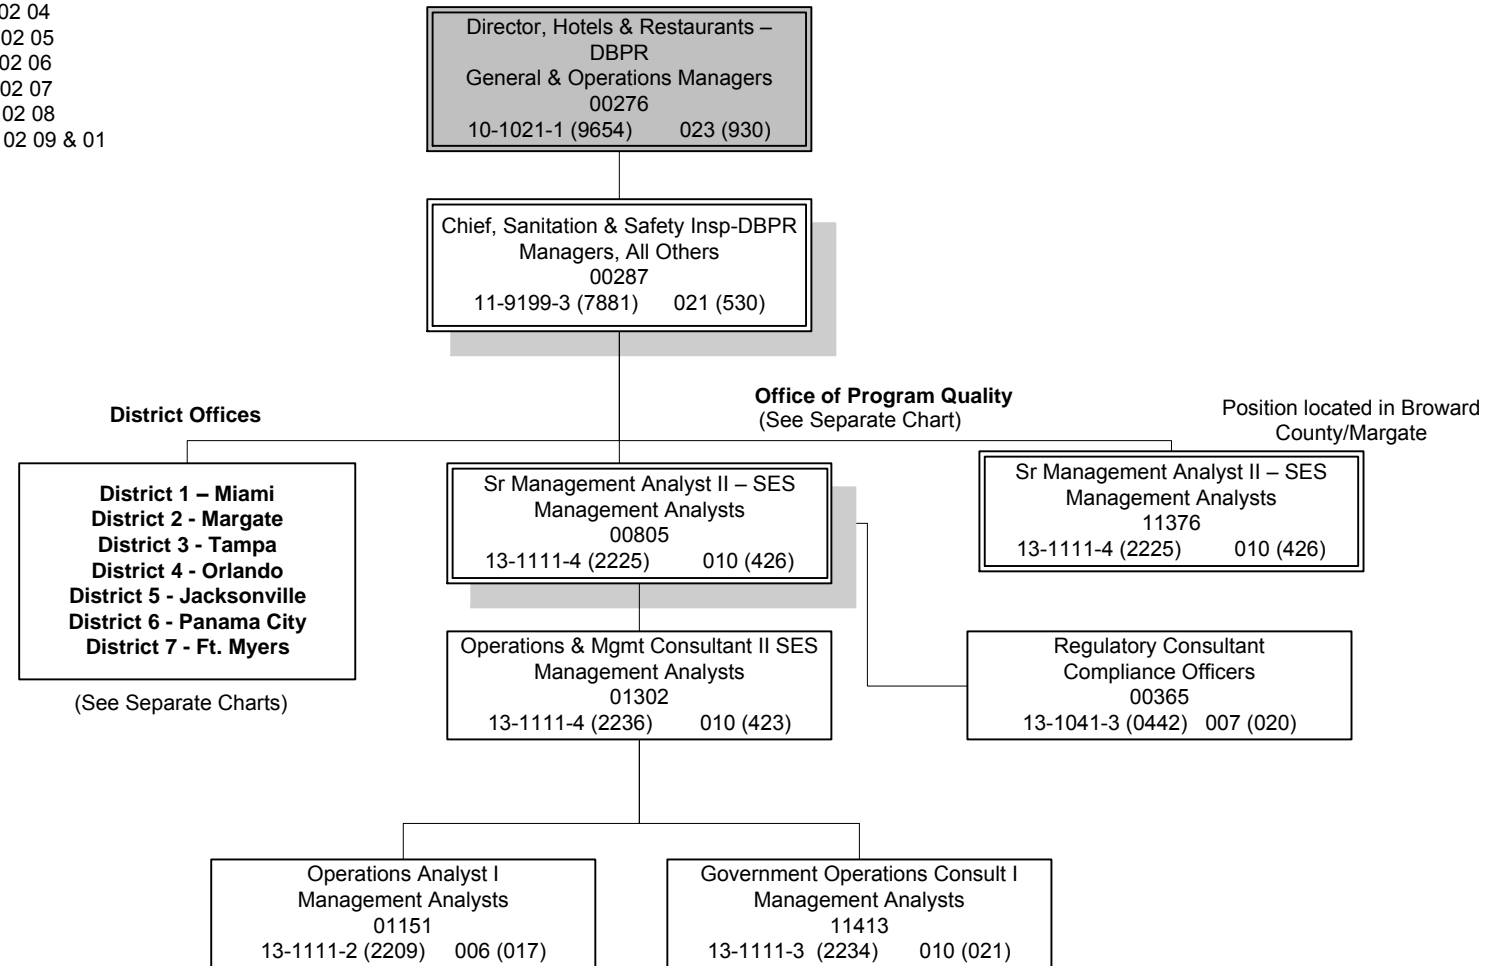 02 04
02 05
02 06
02 07
02 08
02 09 & 01
Director, Hotels & Restaurants –
DBPR
General & Operations Managers
00276
10-1021-1 (9654) 023 (930)
Chief, Sanitation & Safety Insp-DBPR
Managers, All Others
00287
11-9199-3 (7881) 021 (530)
District Offices
Office of Program Quality
(See Separate Chart)
Position located in Broward
County/Margate
District 1 – Miami
District 2 - Margate
District 3 - Tampa
District 4 - Orlando
District 5 - Jacksonville
District 6 - Panama City
District 7 - Ft. Myers
(See Separate Charts)
Sr Management Analyst II – SES
Management Analysts
00805
13-1111-4 (2225) 010 (426)
Sr Management Analyst II – SES
Management Analysts
11376
13-1111-4 (2225) 010 (426)
Operations & Mgmt Consultant II SES
Management Analysts
01302
13-1111-4 (2236) 010 (423)
Regulatory Consultant
Compliance Officers
00365
13-1041-3 (0442) 007 (020)
Operations Analyst I
Management Analysts
01151
13-1111-2 (2209) 006 (017)
Government Operations Consult I
Management Analysts
11413
13-1111-3 (2234) 010 (021)